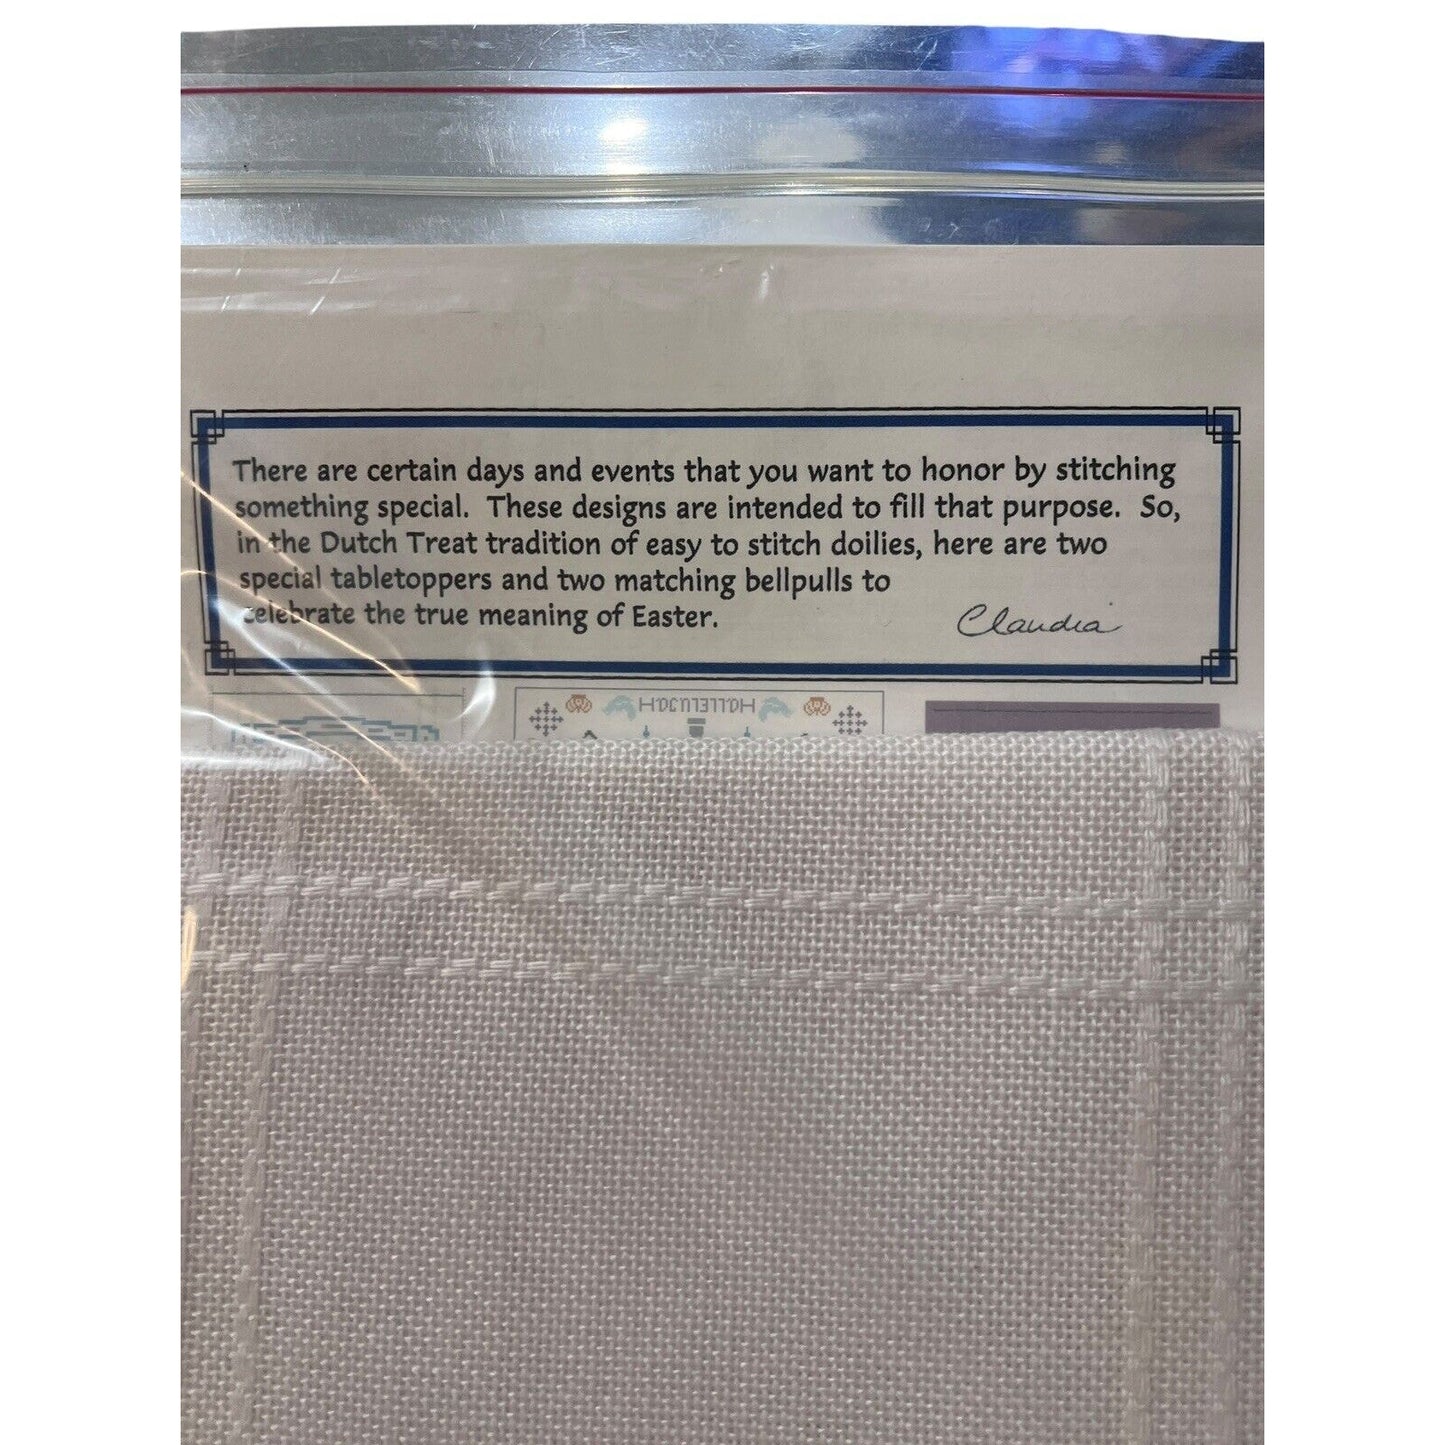 There are certain days and events that you want to honor by stitching
something special. These designs are intended to fill that purpose. So,
in the Dutch Treat tradition of easy to stitch doilies, here are two
special tabletoppers and two matching bellpulls to
celebrate the true meaning of Easter.
Claudia
HALLELUJAH